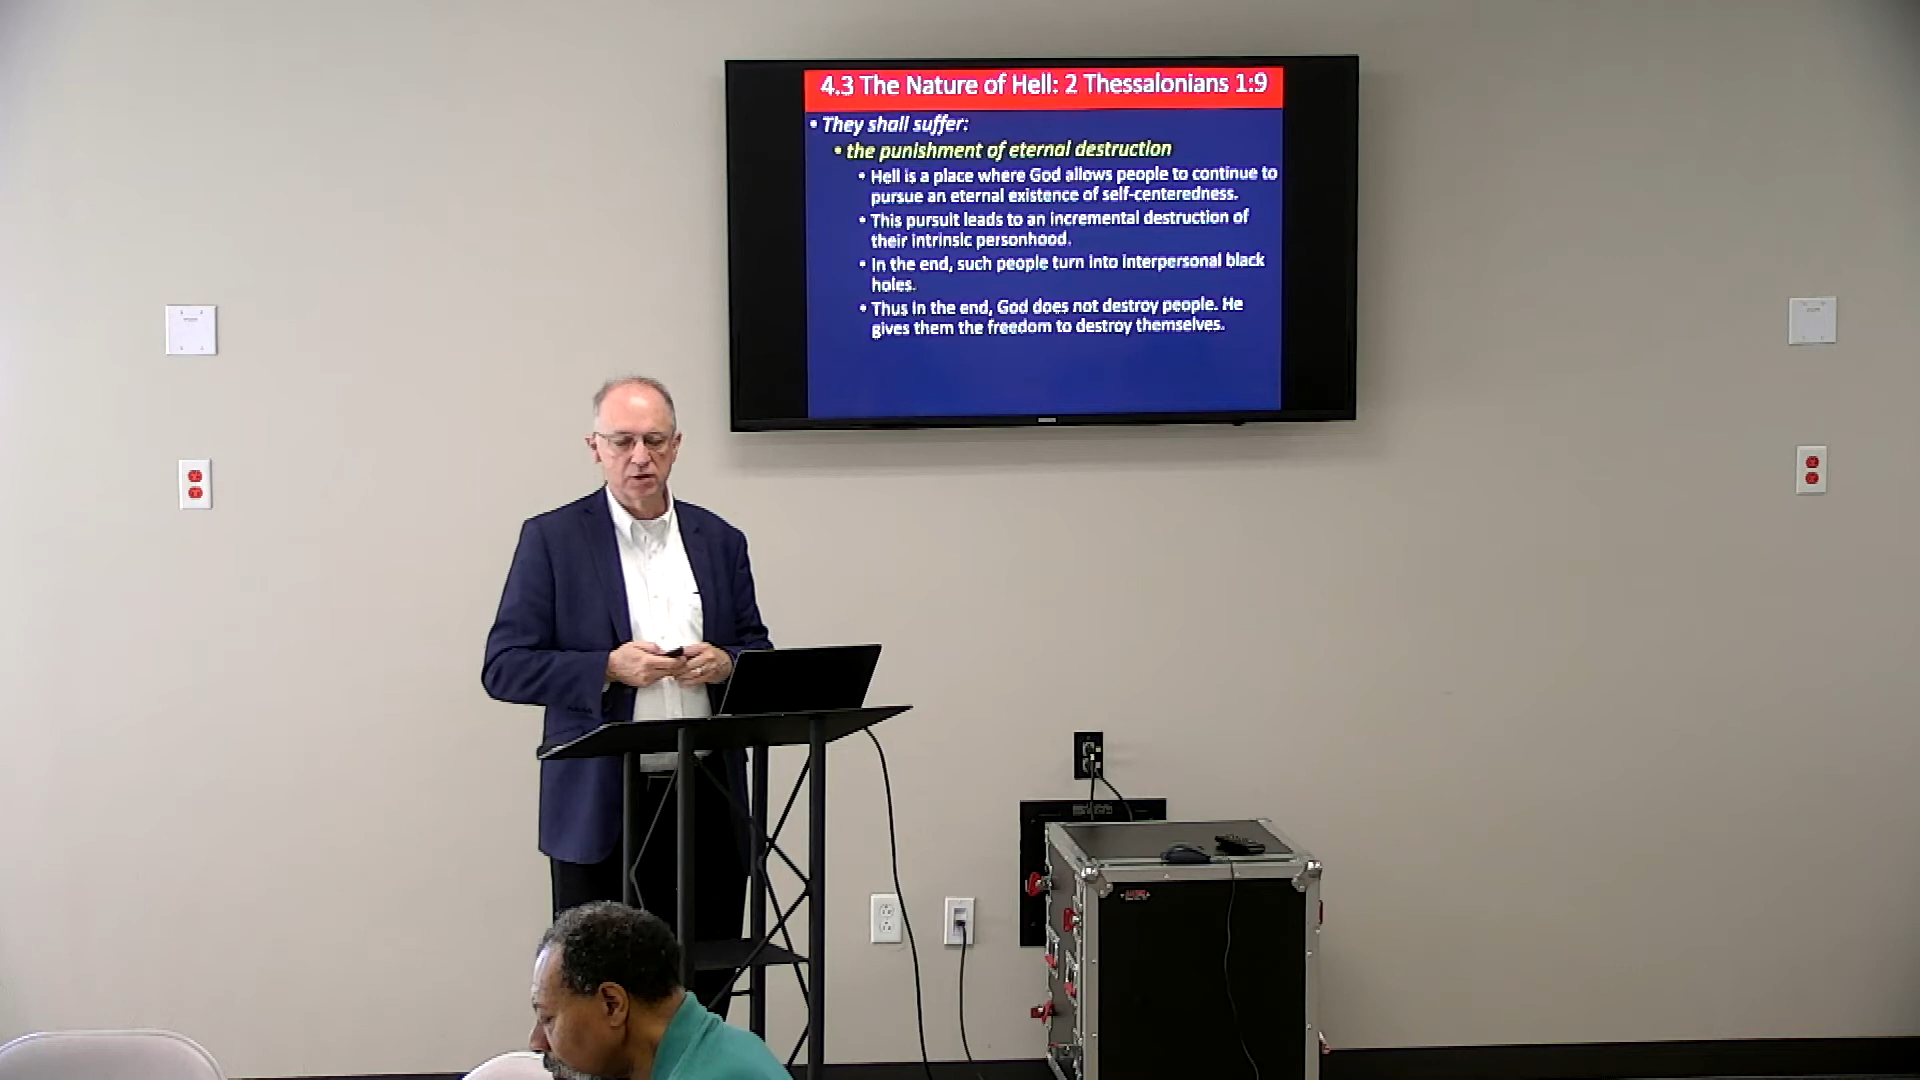 4.3 The Nature of Hell: 2 Thessalonians 1:9
• They shall suffer:
• the punishment of eternal destruction
• Hell is a place where God allows people to continue to
pursue an eternal existence of self-centeredness.
• This pursuit leads to an incremental destruction of
their intrinsic personhood.
• In the end, such people turn into interpersonal black
holes.
• Thus in the end, God does not destroy people. He
gives them the freedom to destroy themselves.